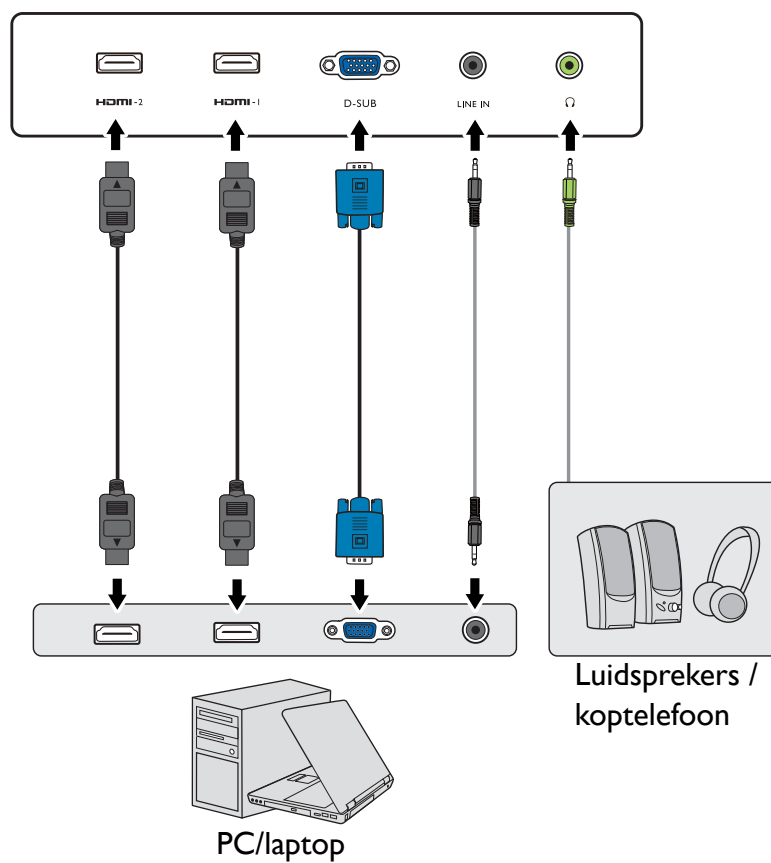 HDMI-2
HDMI-1
D-SUB
LINE IN
Luidsprekers /
koptelefoon
PC/laptop